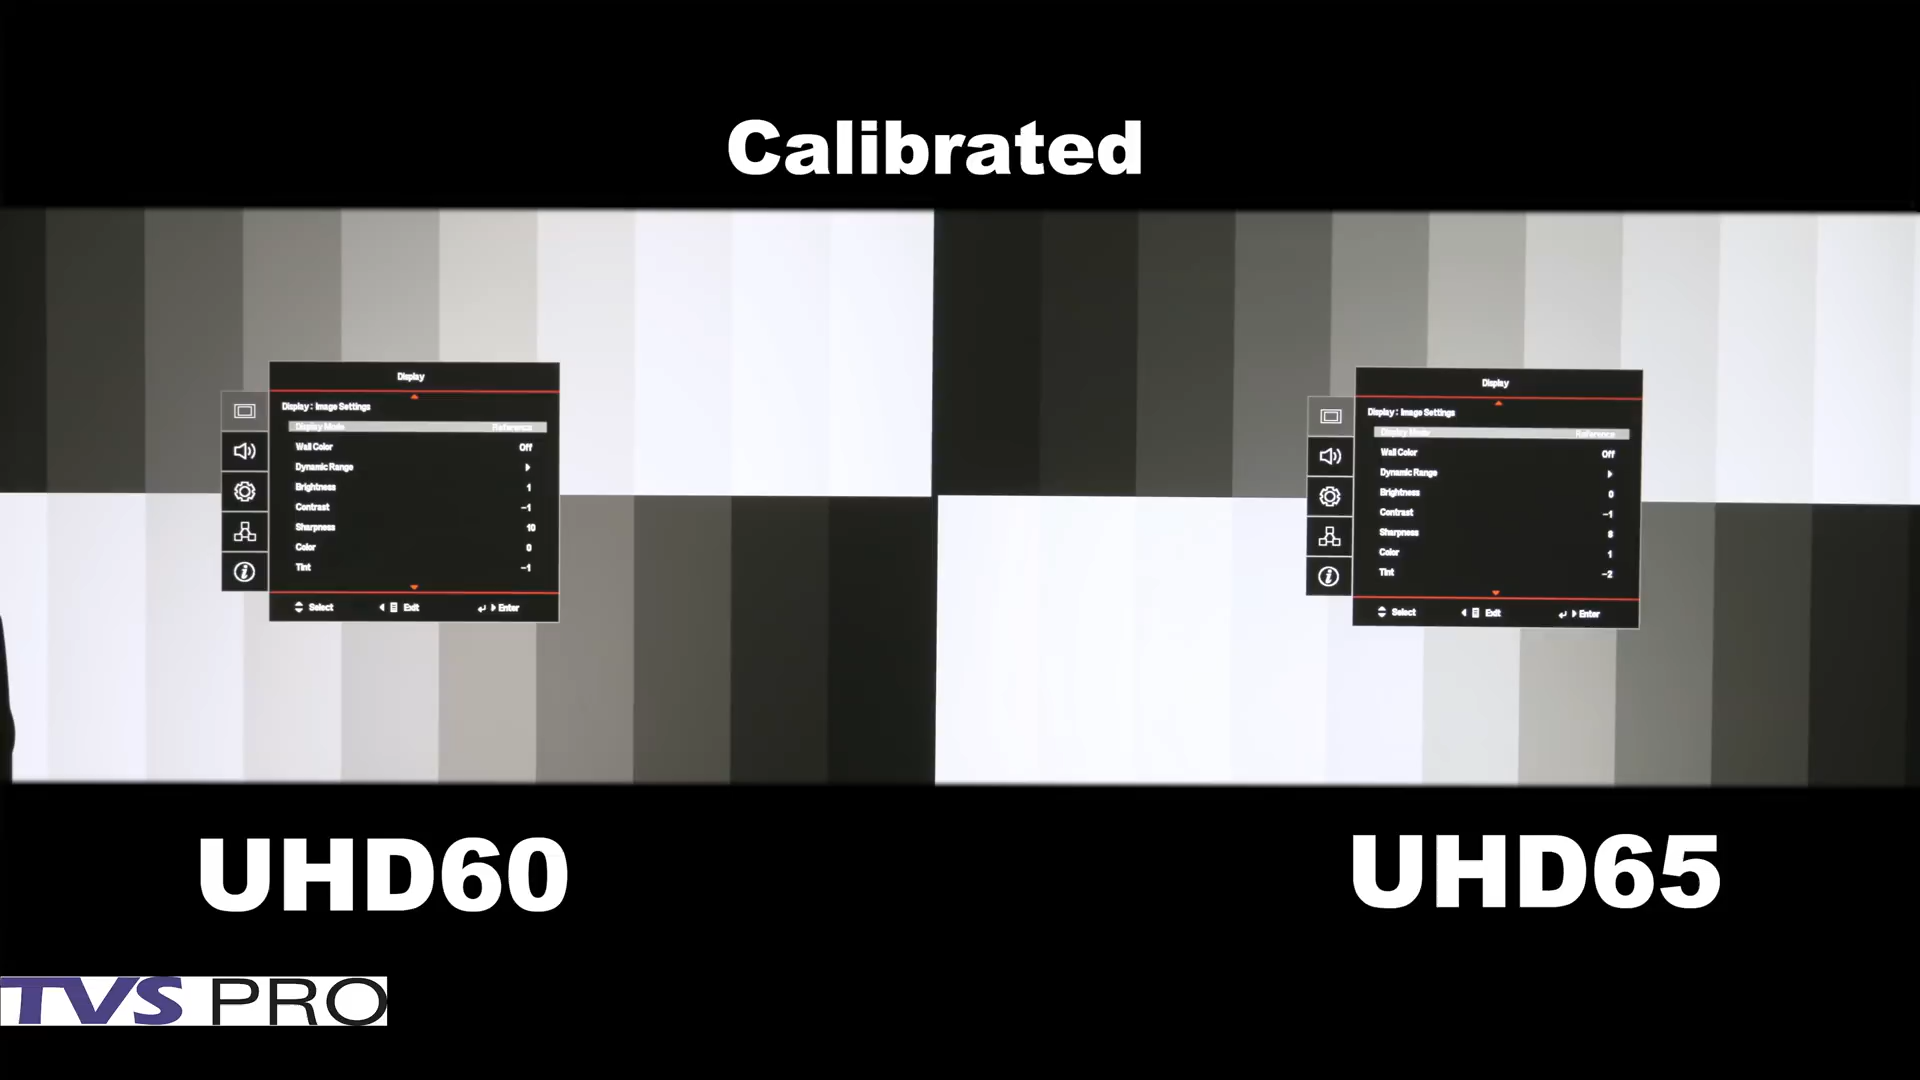 Calibrated
Display
Display : Image Settings
Display Mode Reference
Wall Color Off
Dynamic Range
Brightness 1
Contrast -1
Sharpness 10
Color 0
Tint -1
Select Exit Enter
Display
Display : Image Settings
Display Mode Reference
Wall Color Off
Dynamic Range
Brightness 0
Contrast -1
Sharpness 8
Color 1
Tint -2
Select Exit Enter
UHD60
UHD65
TVS PRO